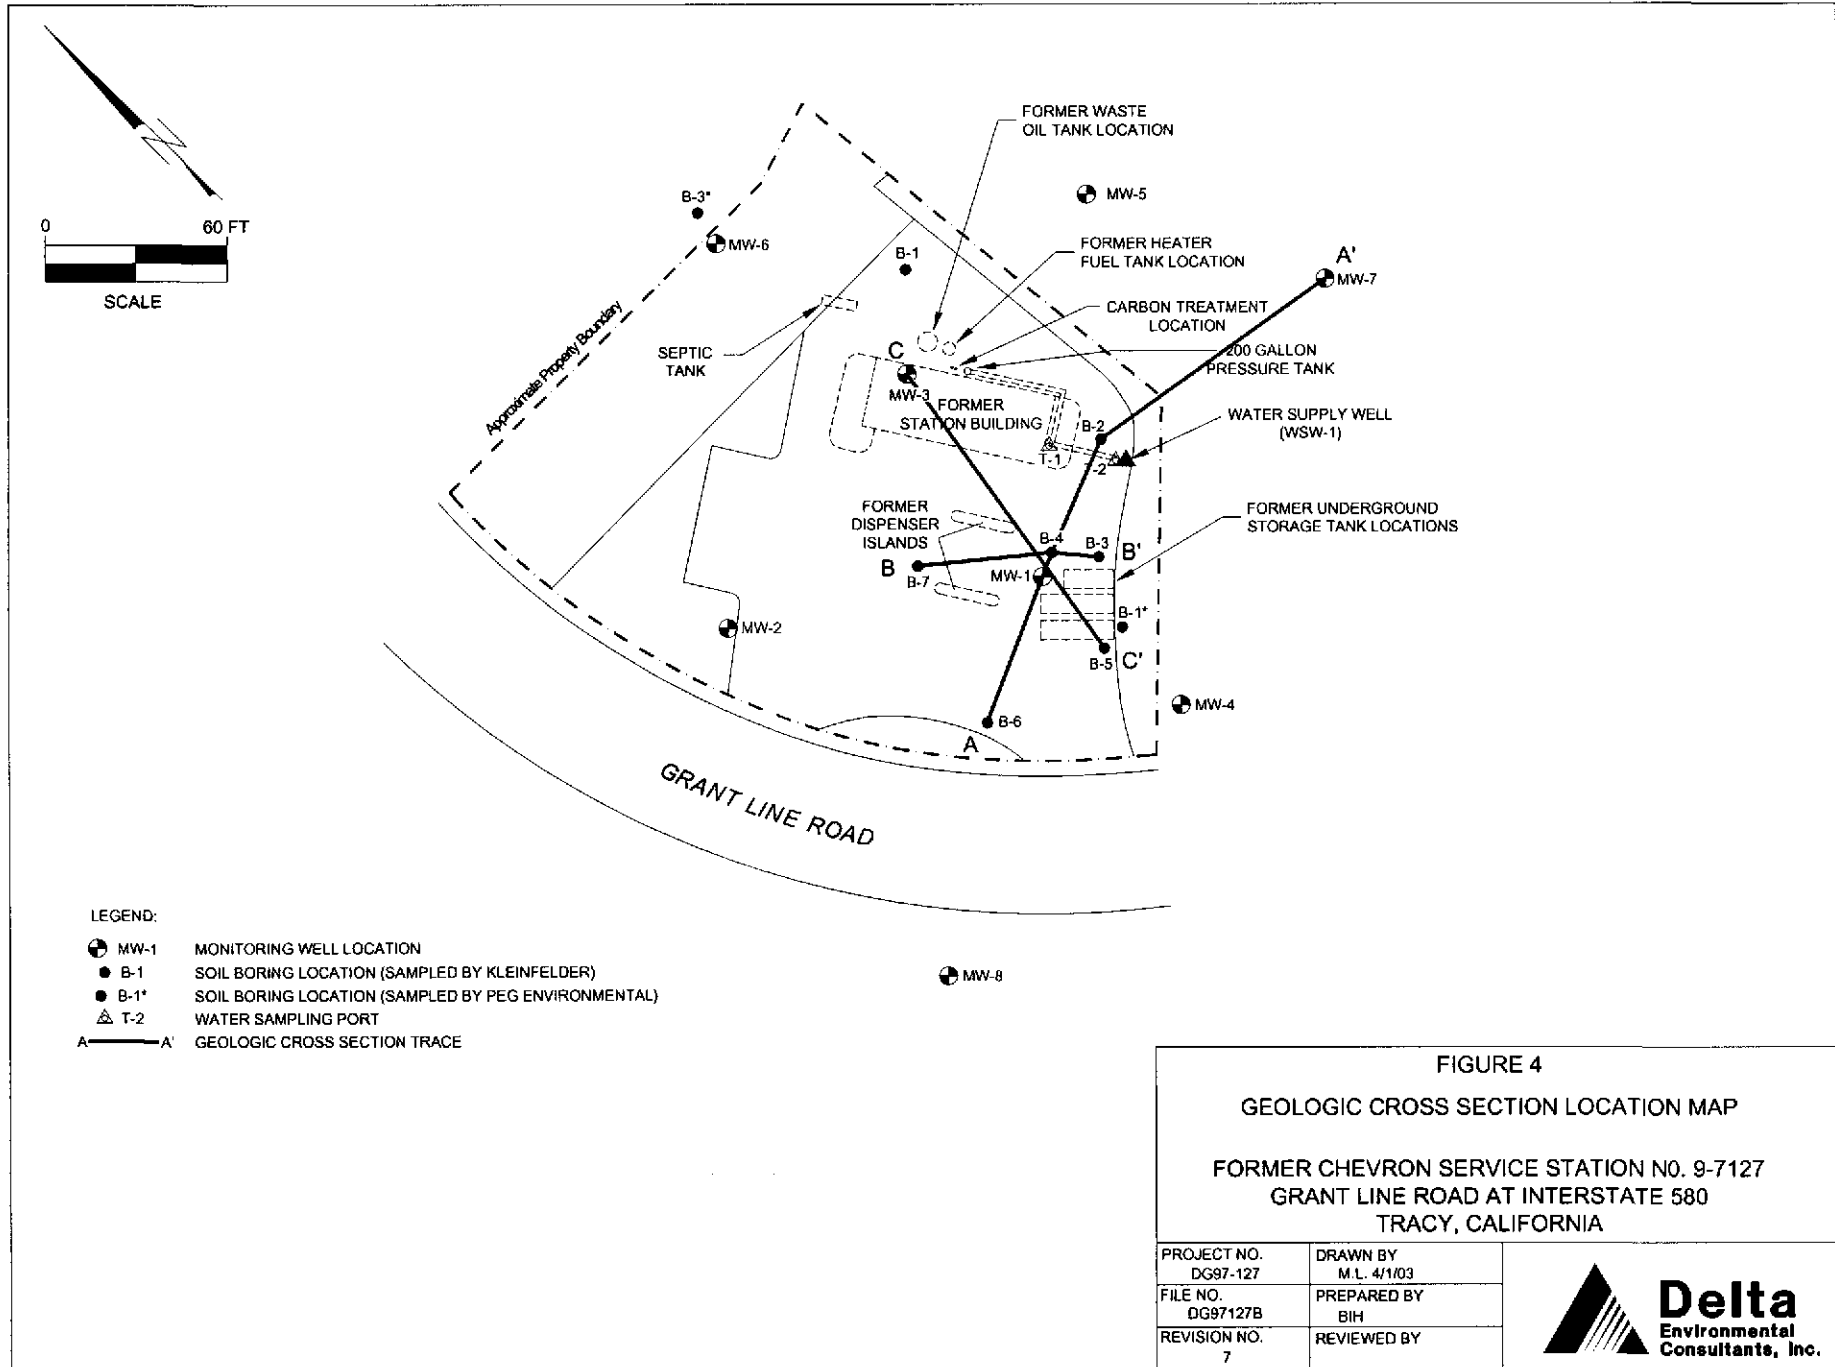 0 60 FT
SCALE
FORMER WASTE
OIL TANK LOCATION
MW-5
B-3*
MW-6
B-1
FORMER HEATER
FUEL TANK LOCATION
A'
MW-7
CARBON TREATMENT
LOCATION
SEPTIC
TANK
Approximate Property Boundary
C
200 GALLON
PRESSURE TANK
MW-3
FORMER
STATION BUILDING
B-2
WATER SUPPLY WELL
(WSW-1)
T-1
T-2
FORMER
DISPENSER
ISLANDS
FORMER UNDERGROUND
STORAGE TANK LOCATIONS
B-4
B-3
B'
B
B-7
MW-1
B-1*
MW-2
B-5
C'
MW-4
B-6
A
GRANT LINE ROAD
MW-8
LEGEND:
MW-1 MONITORING WELL LOCATION
B-1 SOIL BORING LOCATION (SAMPLED BY KLEINFELDER)
B-1* SOIL BORING LOCATION (SAMPLED BY PEG ENVIRONMENTAL)
T-2 WATER SAMPLING PORT
A A' GEOLOGIC CROSS SECTION TRACE
FIGURE 4
GEOLOGIC CROSS SECTION LOCATION MAP
FORMER CHEVRON SERVICE STATION N0. 9-7127
GRANT LINE ROAD AT INTERSTATE 580
TRACY, CALIFORNIA
PROJECT NO.
DG97-127
DRAWN BY
M.L. 4/1/03
FILE NO.
DG97127B
PREPARED BY
BIH
REVISION NO.
7
REVIEWED BY
Delta
Environmental
Consultants, Inc.